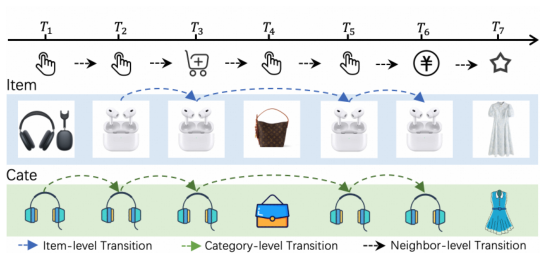 T₁ T₂ T₃ T₄ T₅ T₆ T₇
¥
Item
Cate
Item-level Transition Category-level Transition Neighbor-level Transition